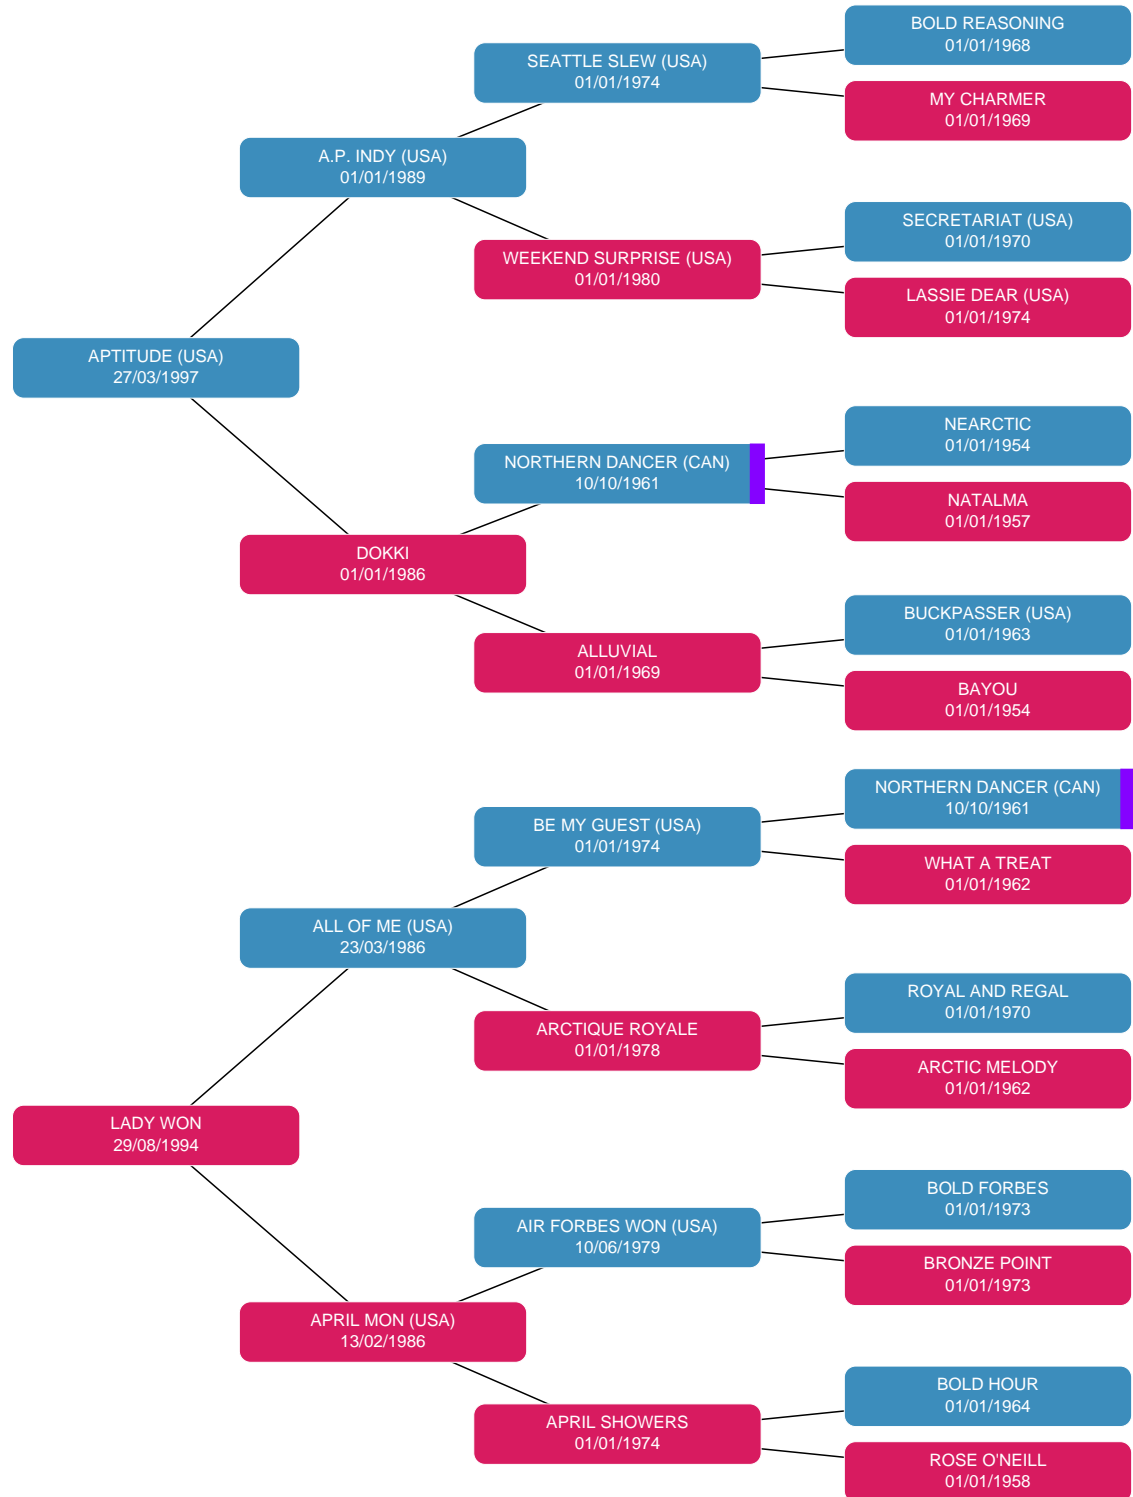 BOLD REASONING
01/01/1968
SEATTLE SLEW (USA)
01/01/1974
MY CHARMER
01/01/1969
A.P. INDY (USA)
01/01/1989
SECRETARIAT (USA)
01/01/1970
WEEKEND SURPRISE (USA)
01/01/1980
LASSIE DEAR (USA)
01/01/1974
APTITUDE (USA)
27/03/1997
NEARCTIC
01/01/1954
NORTHERN DANCER (CAN)
10/10/1961
NATALMA
01/01/1957
DOKKI
01/01/1986
BUCKPASSER (USA)
01/01/1963
ALLUVIAL
01/01/1969
BAYOU
01/01/1954
NORTHERN DANCER (CAN)
10/10/1961
BE MY GUEST (USA)
01/01/1974
WHAT A TREAT
01/01/1962
ALL OF ME (USA)
23/03/1986
ROYAL AND REGAL
01/01/1970
ARCTIQUE ROYALE
01/01/1978
ARCTIC MELODY
01/01/1962
LADY WON
29/08/1994
BOLD FORBES
01/01/1973
AIR FORBES WON (USA)
10/06/1979
BRONZE POINT
01/01/1973
APRIL MON (USA)
13/02/1986
BOLD HOUR
01/01/1964
APRIL SHOWERS
01/01/1974
ROSE O'NEILL
01/01/1958